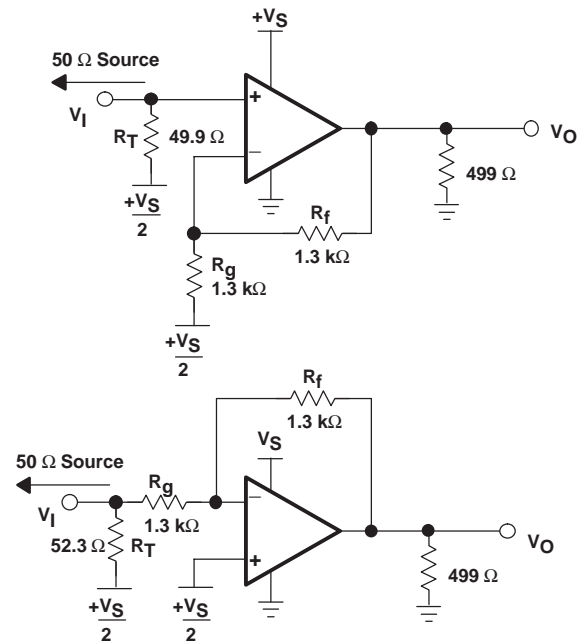 +VS
50 Ω Source
VI
RT
49.9 Ω
+VS
2
+
−
VO
499 Ω
Rf
1.3 kΩ
Rg
1.3 kΩ
+VS
2
Rf
1.3 kΩ
VS
50 Ω Source
Rg
VI
1.3 kΩ
52.3 Ω
RT
−
+
VO
499 Ω
+VS
2
+VS
2